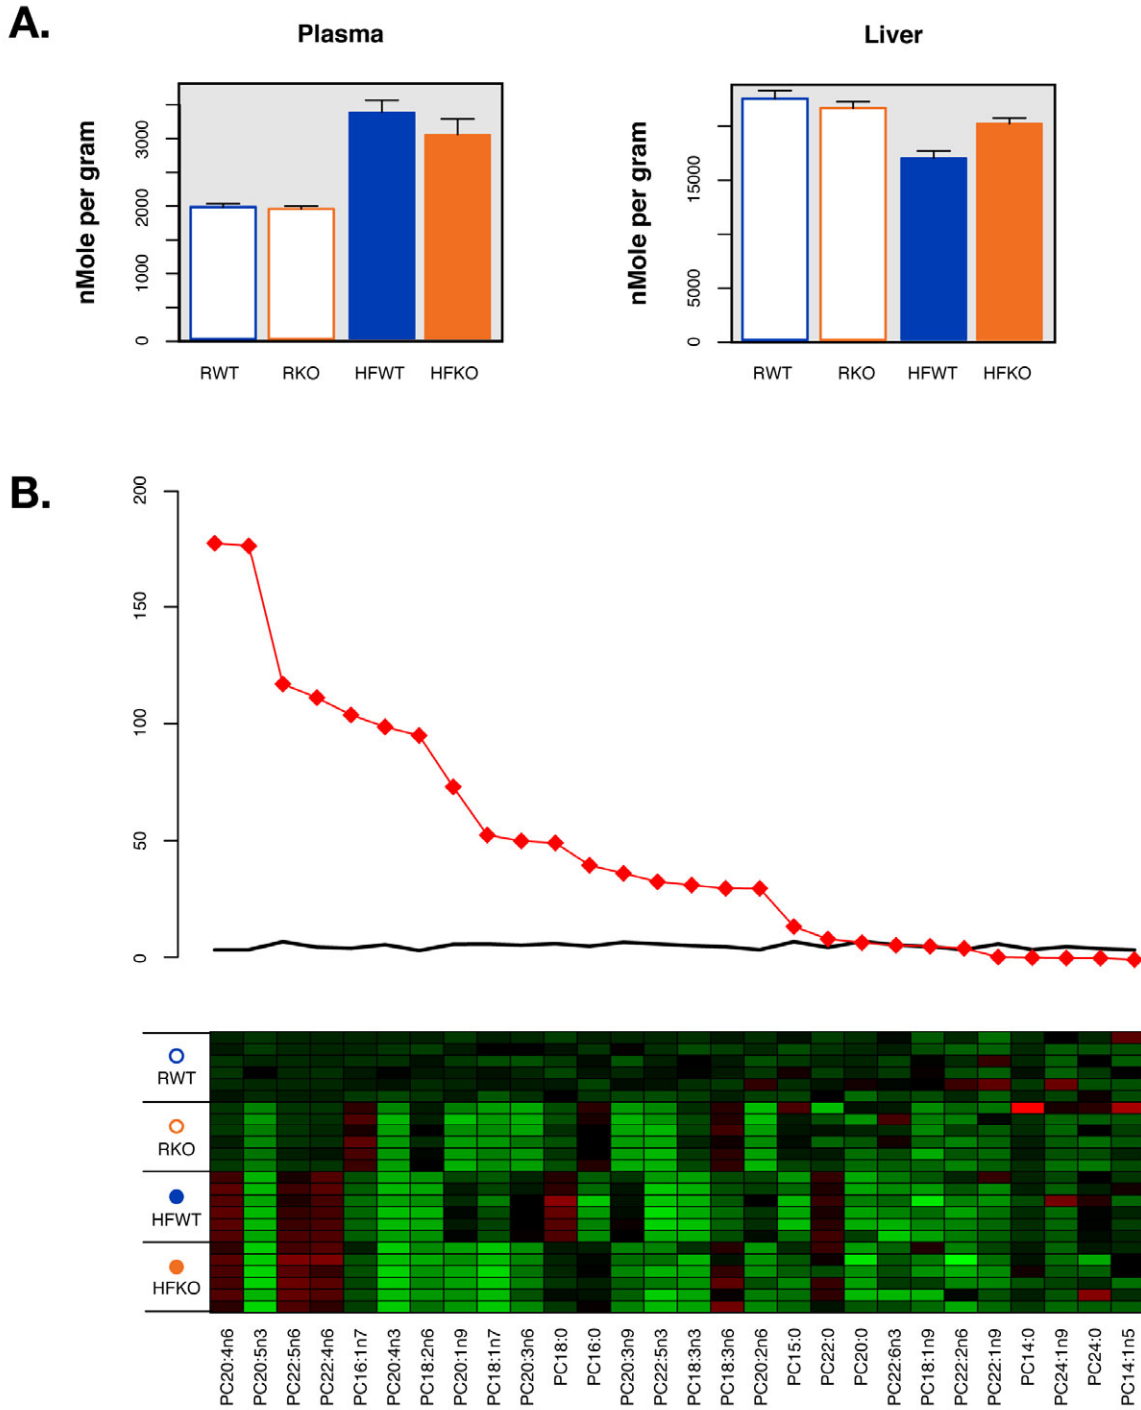 A.
Plasma
Liver
nMole per gram
0
1000
2000
3000
RWT
RKO
HFWT
HFKO
nMole per gram
0
5000
15000
RWT
RKO
HFWT
HFKO
B.
200
150
100
50
0
RWT
RKO
HFWT
HFKO
PC20:4n6
PC20:5n3
PC22:5n6
PC22:4n6
PC16:1n7
PC20:4n3
PC18:2n6
PC20:1n9
PC18:1n7
PC20:3n6
PC18:0
PC16:0
PC20:3n9
PC22:5n3
PC18:3n3
PC18:3n6
PC20:2n6
PC15:0
PC22:0
PC20:0
PC22:6n3
PC18:1n9
PC22:2n6
PC22:1n9
PC14:0
PC24:1n9
PC24:0
PC14:1n5